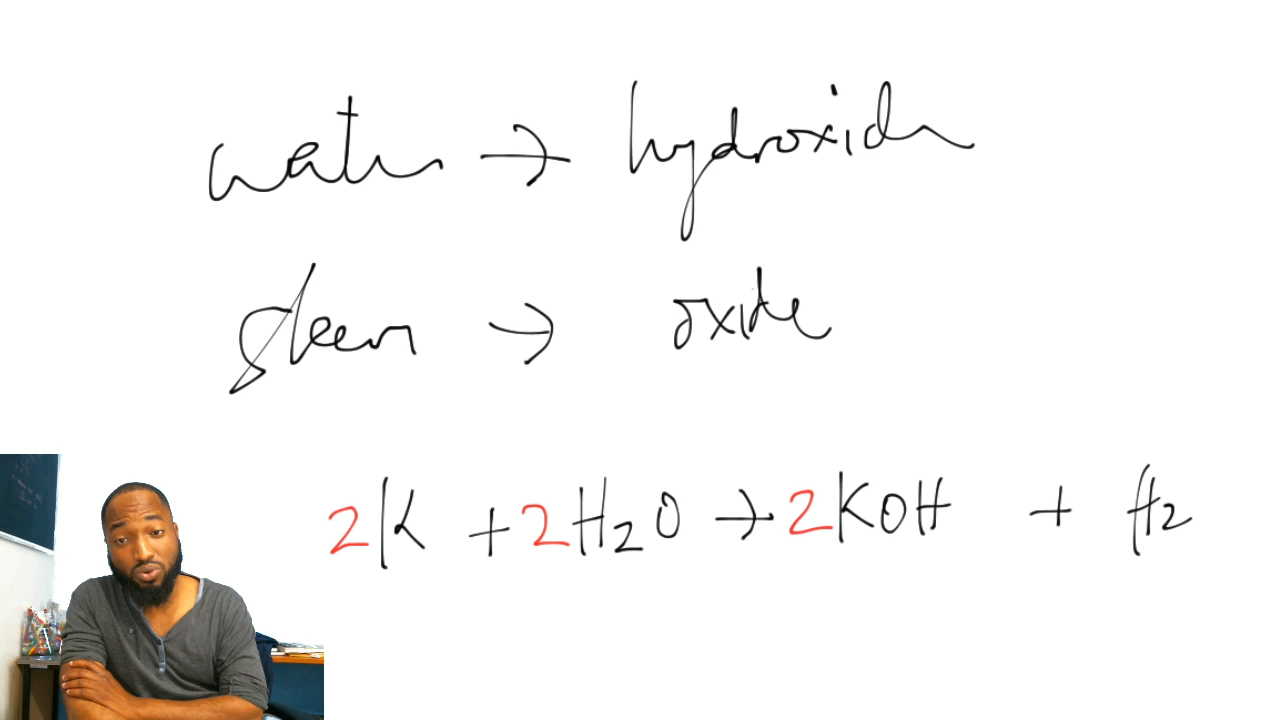 water → hydroxide
steam → oxide
2K + 2H₂O → 2KOH + H₂